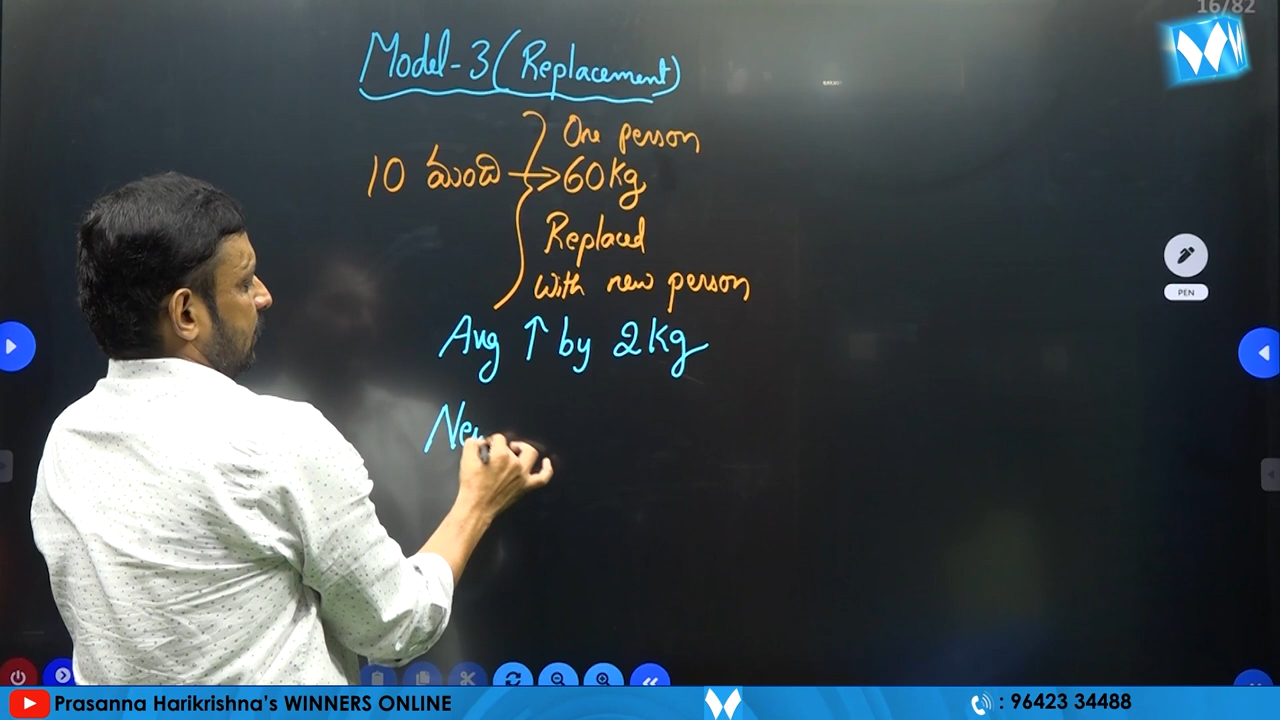 16/82
Model-3 (Replacement)
One person
10 మంది → 60Kg
Replaced
with new person
Avg ↑ by 2Kg
New
PEN
Prasanna Harikrishna's WINNERS ONLINE
: 96423 34488